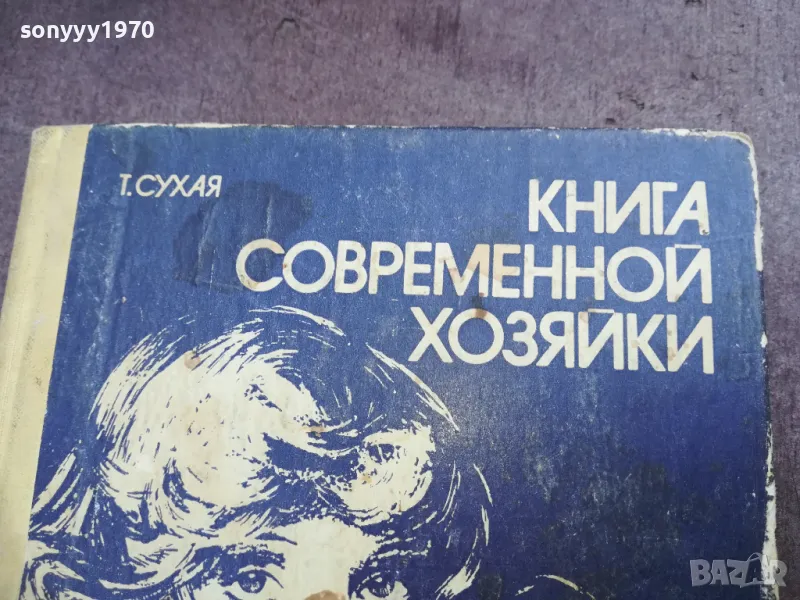 sonyyy1970
Т. СУХАЯ
КНИГА
СОВРЕМЕННОЙ
ХОЗЯЙКИ
BAZAR